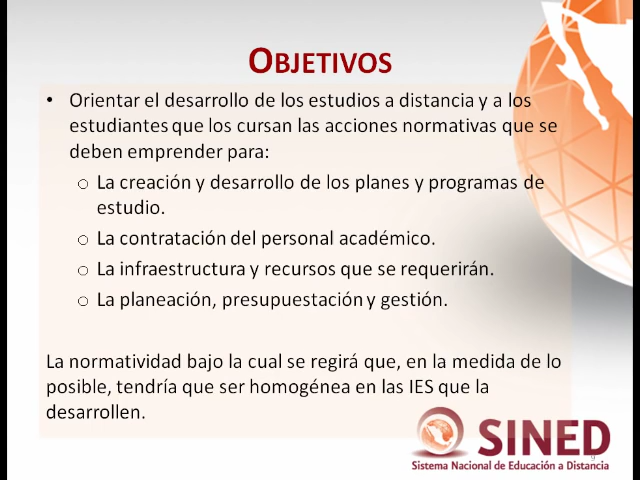 OBJETIVOS
• Orientar el desarrollo de los estudios a distancia y a los
estudiantes que los cursan las acciones normativas que se
deben emprender para:
o La creación y desarrollo de los planes y programas de
estudio.
o La contratación del personal académico.
o La infraestructura y recursos que se requerirán.
o La planeación, presupuestación y gestión.
La normatividad bajo la cual se regirá que, en la medida de lo
posible, tendría que ser homogénea en las IES que la
desarrollen.
SINED
Sistema Nacional de Educación a Distancia
9